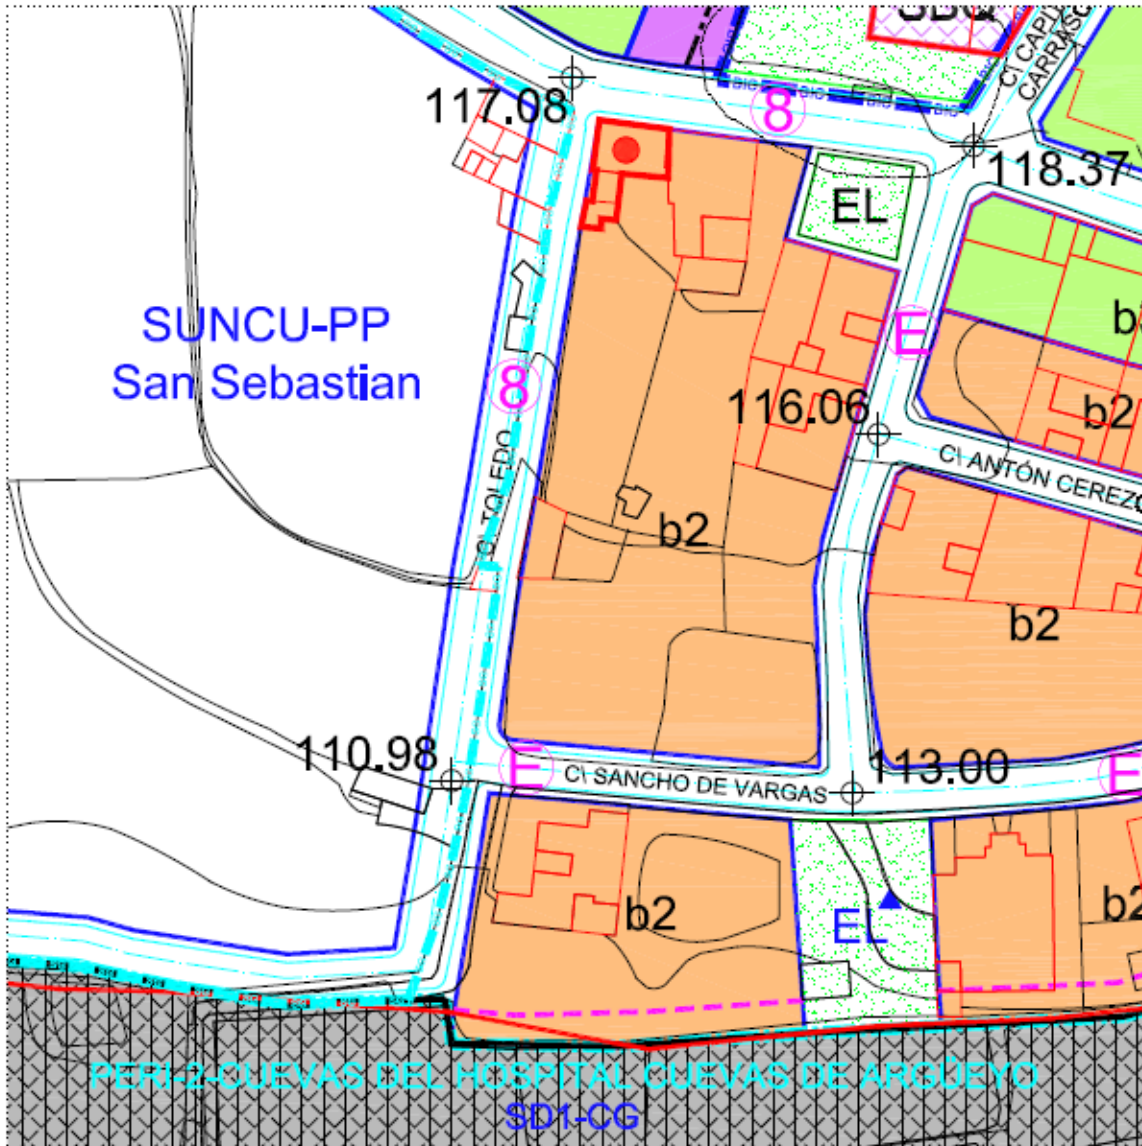 C\ CAPI
CARRASC
117.08
8
118.37
EL
SUNCU-PP
San Sebastian
E
8
116.06
b2
C\ TOLEDO
C\ ANTÓN CEREZO
b2
b2
110.98
E
C\ SANCHO DE VARGAS
113.00
E
b2
EL
b2
PERI-2-CUEVAS DEL HOSPITAL CUEVAS DE ARGÜEYO
SD1-CG